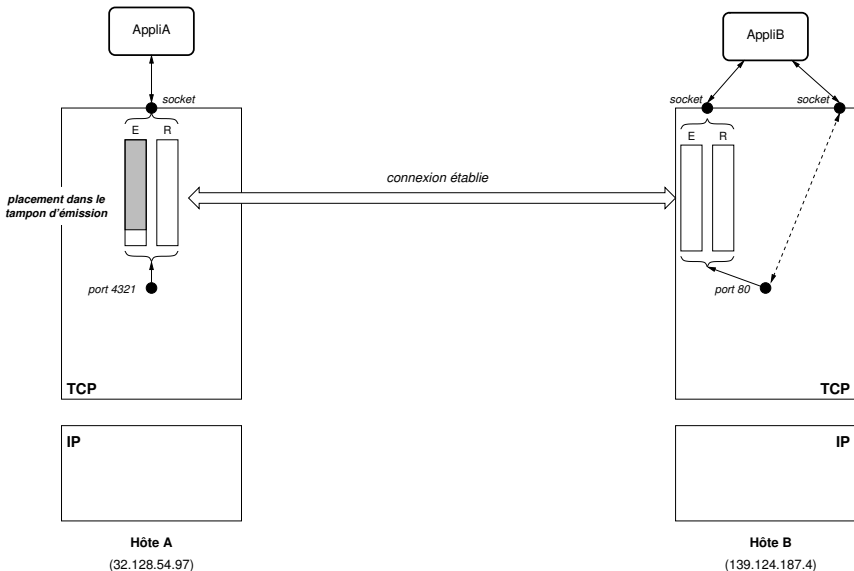 AppliA
AppliB
socket
socket
socket
E R
E R
connexion établie
placement dans le
tampon d'émission
port 4321
port 80
TCP
TCP
IP
IP
Hôte A
Hôte B
(32.128.54.97)
(139.124.187.4)